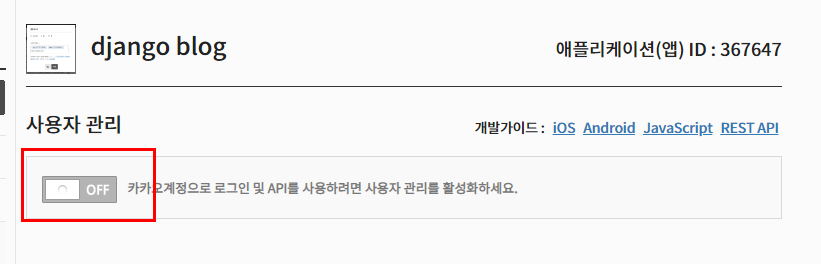 django blog
애플리케이션(앱) ID : 367647
사용자 관리
개발가이드 : iOS Android JavaScript REST API
OFF 카카오계정으로 로그인 및 API를 사용하려면 사용자 관리를 활성화하세요.